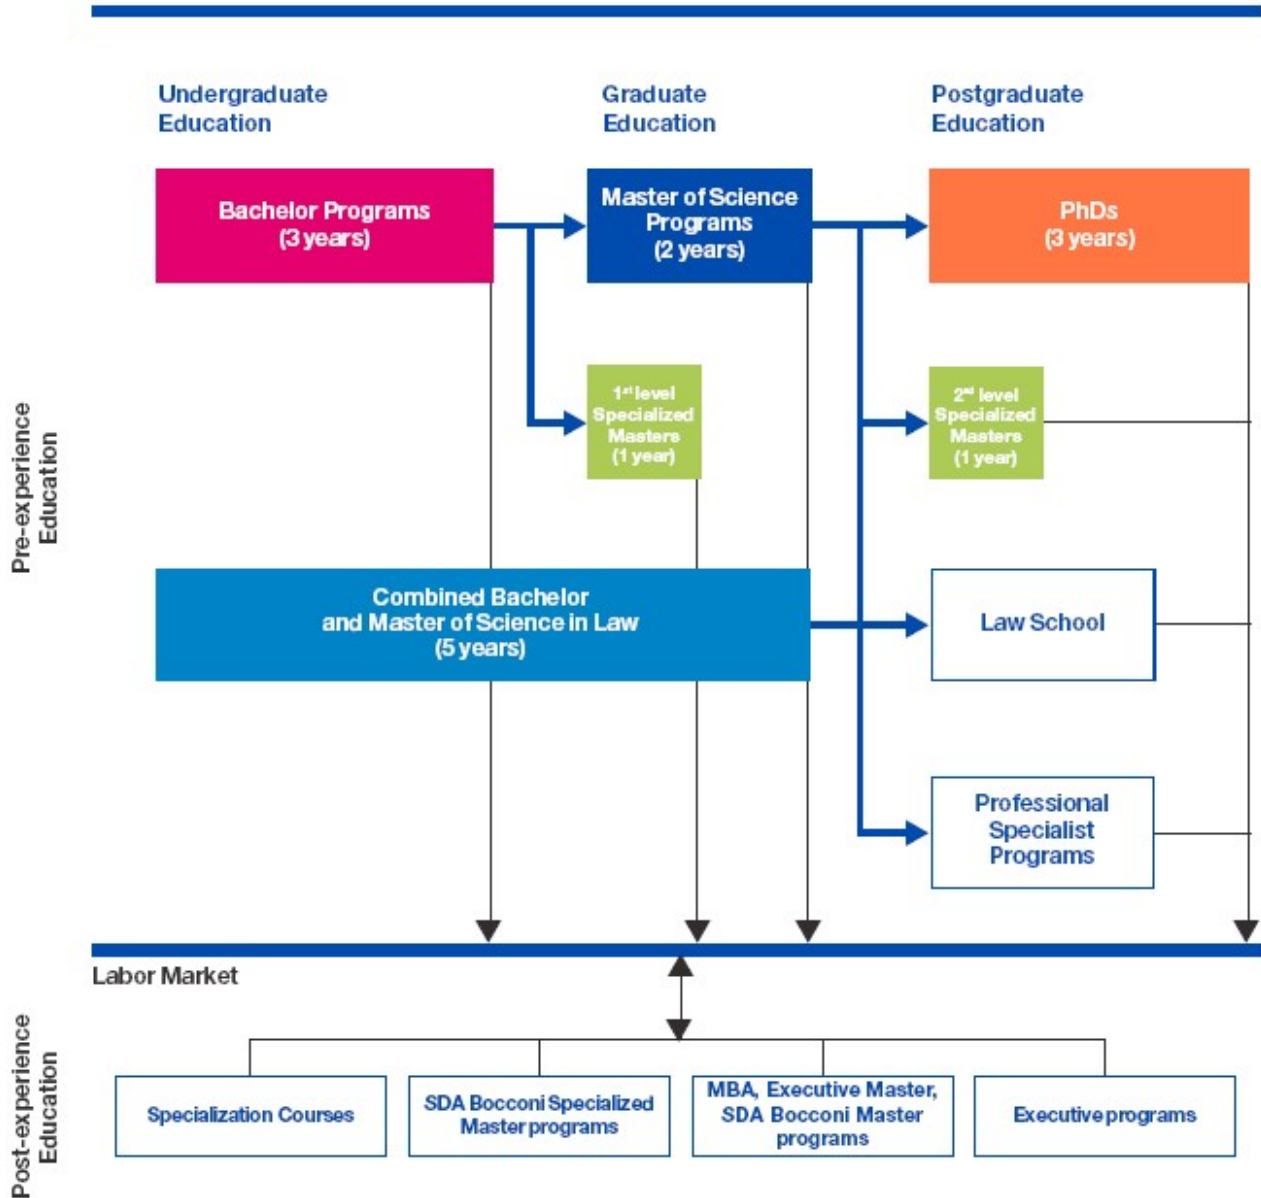 Undergraduate
Education
Graduate
Education
Postgraduate
Education
Bachelor Programs
(3 years)
Master of Science
Programs
(2 years)
PhDs
(3 years)
Pre-experience
Education
1st level
Specialized
Masters
(1 year)
2nd level
Specialized
Masters
(1 year)
Combined Bachelor
and Master of Science in Law
(5 years)
Law School
Professional
Specialist
Programs
Labor Market
Post-experience
Education
Specialization Courses
SDA Bocconi Specialized
Master programs
MBA, Executive Master,
SDA Bocconi Master
programs
Executive programs